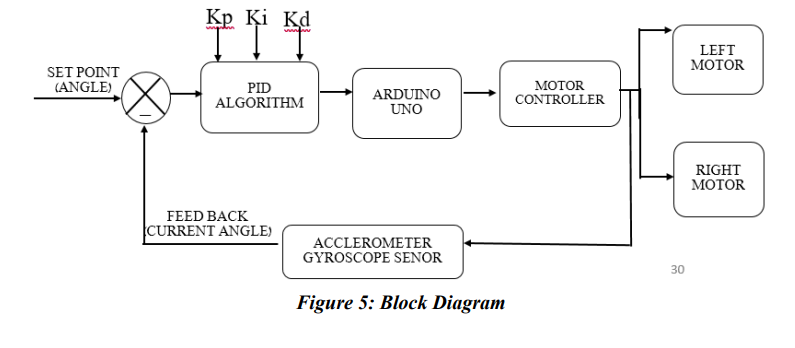 Kp Ki Kd
SET POINT
(ANGLE)
PID
ALGORITHM
ARDUINO
UNO
MOTOR
CONTROLLER
LEFT
MOTOR
RIGHT
MOTOR
FEED BACK
(CURRENT ANGLE)
ACCLEROMETER
GYROSCOPE SENOR
30
Figure 5: Block Diagram